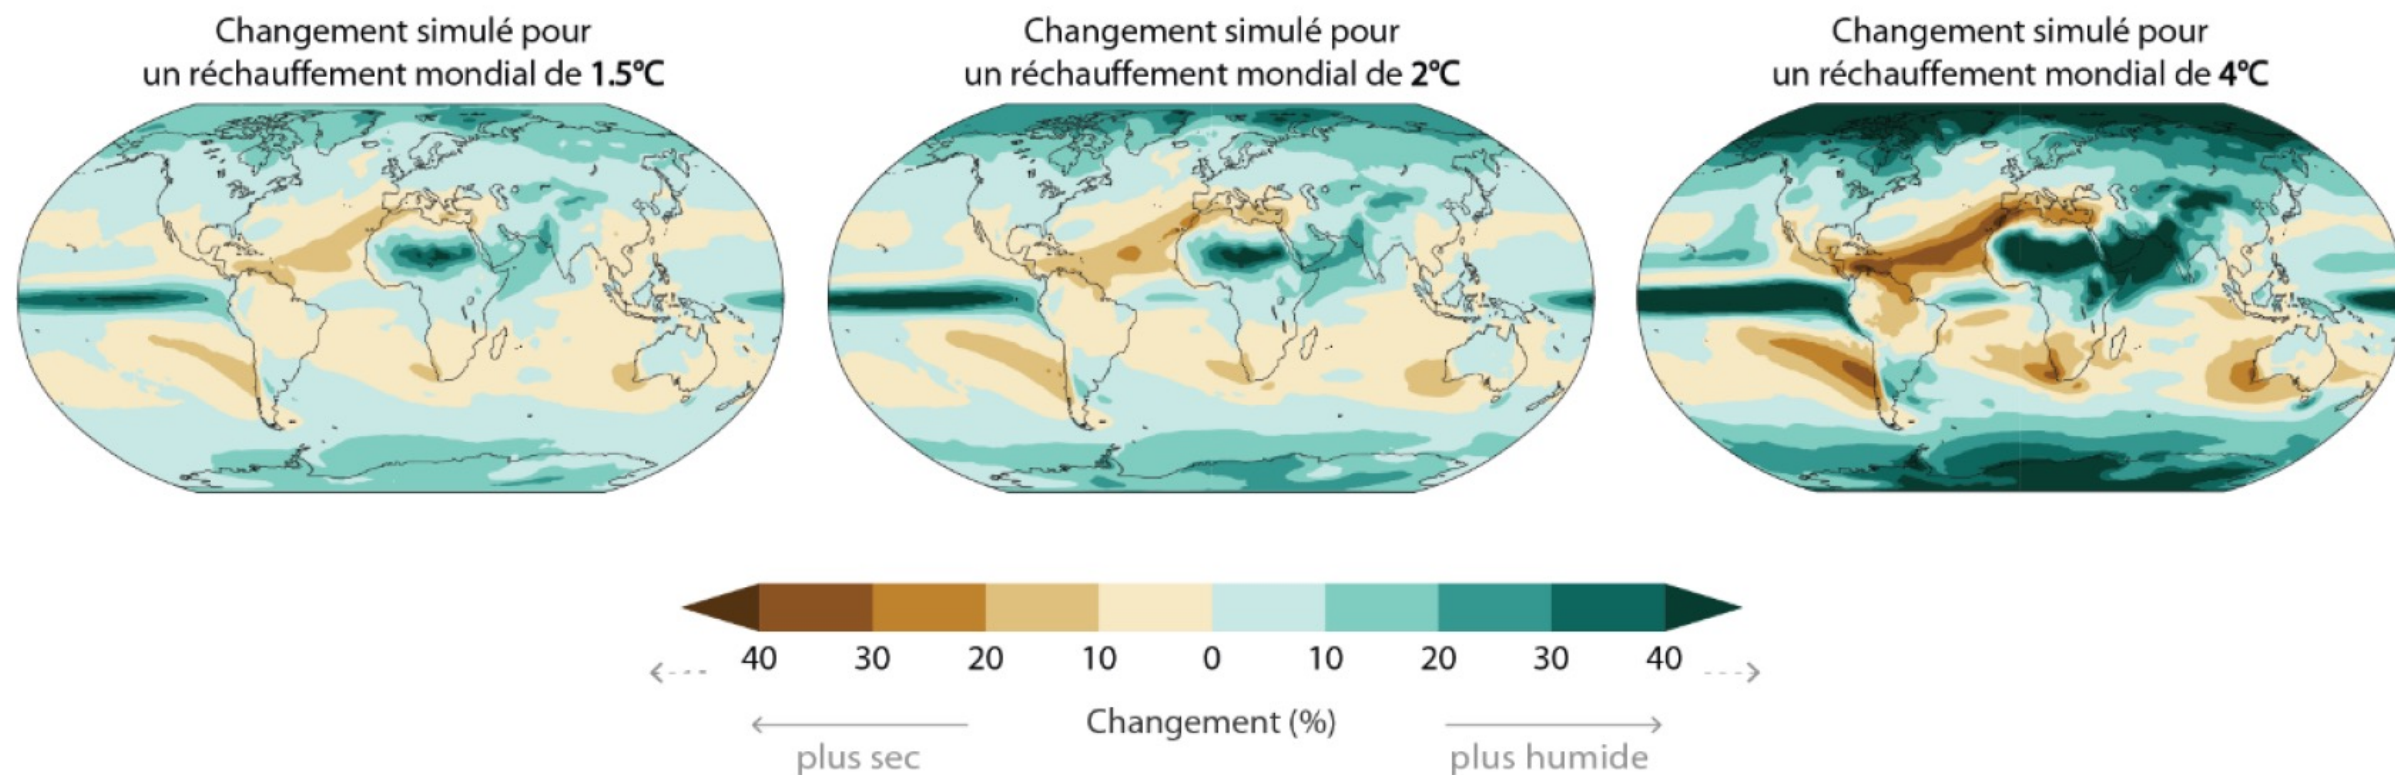 Changement simulé pour
un réchauffement mondial de 1.5°C
Changement simulé pour
un réchauffement mondial de 2°C
Changement simulé pour
un réchauffement mondial de 4°C
40 30 20 10 0 10 20 30 40
Changement (%)
plus sec
plus humide